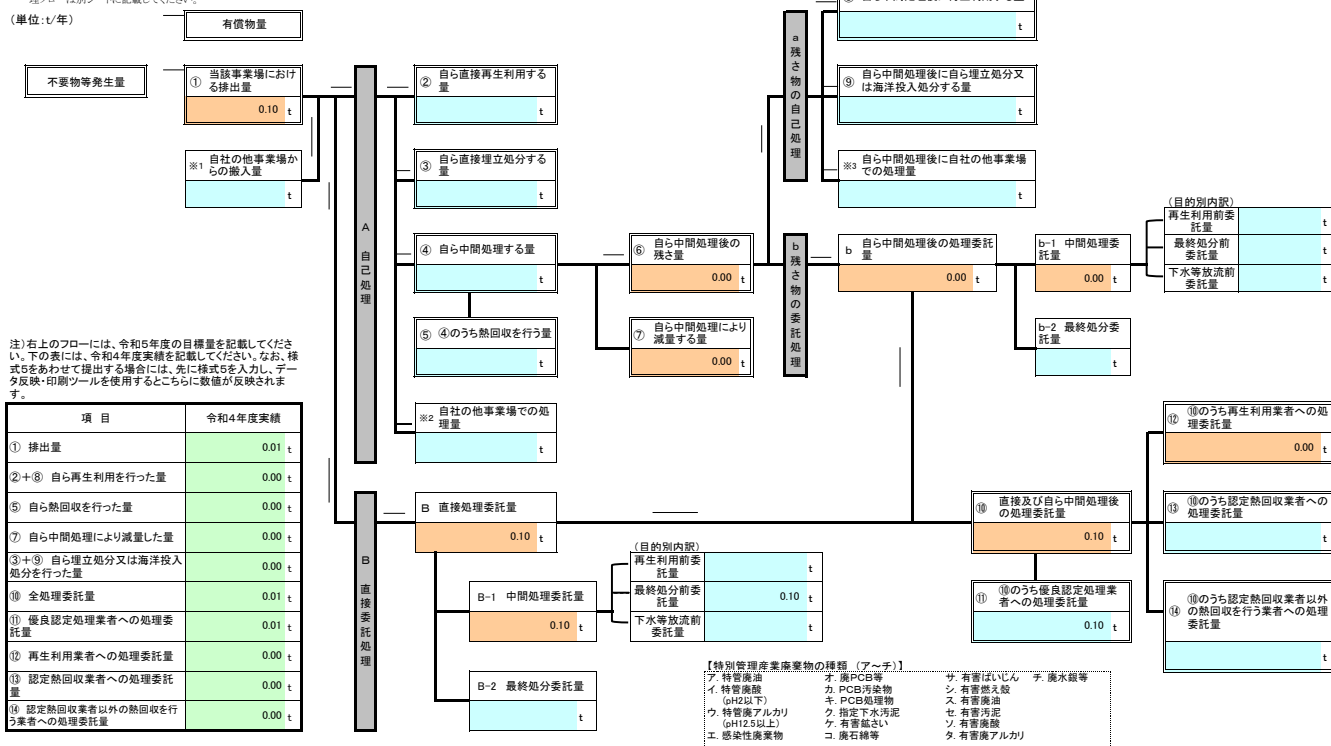 (単位:t/年)
有償物量
t
不要物等発生量
① 当該事業場におけ
る排出量
0.10 t
※1 自社の他事業場か
らの搬入量
t
A 自己処理
② 自ら直接再生利用する
量
t
③ 自ら直接埋立処分する
量
t
④ 自ら中間処理する量
t
⑤ ④のうち熱回収を行う量
t
※2 自社の他事業場での処
理量
t
⑥ 自ら中間処理後の
残さ量
0.00 t
⑦ 自ら中間処理により
減量する量
0.00 t
a 残さ物の自己処理
⑨ 自ら中間処理後に自ら埋立処分又
は海洋投入処分する量
t
※3 自ら中間処理後に自社の他事業場
での処理量
t
b 残さ物の委託処理
b 自ら中間処理後の処理委託
量
0.00 t
b-1 中間処理委
託量
0.00 t
b-2 最終処分委
託量
t
(目的別内訳)
再生利用前委
託量
t
最終処分前
委託量
t
下水等放流前
委託量
t
注)右上のフローには、令和5年度の目標量を記載してくださ
い。下の表には、令和4年度実績を記載してください。なお、様
式5をあわせて提出する場合には、先に様式5を入力し、デー
タ反映・印刷ツールを使用するとこちらに数値が反映されま
す。
項 目 令和4年度実績
① 排出量 0.01 t
②+⑧ 自ら再生利用を行った量 0.00 t
⑤ 自ら熱回収を行った量 0.00 t
⑦ 自ら中間処理により減量した量 0.00 t
③+⑨ 自ら埋立処分又は海洋投入
処分を行った量 0.00 t
⑩ 全処理委託量 0.01 t
⑪ 優良認定処理業者への処理委
託量 0.01 t
⑫ 再生利用業者への処理委託量 0.00 t
⑬ 認定熱回収業者への処理委託
量 0.00 t
⑭ 認定熱回収業者以外の熱回収を行
う業者への処理委託量 0.00 t
B 直接委託処理
B 直接処理委託量
0.10 t
B-1 中間処理委託量
0.10 t
B-2 最終処分委託量
t
(目的別内訳)
再生利用前委
託量
t
最終処分前委
託量
0.10 t
下水等放流前
委託量
t
⑩ 直接及び自ら中間処理後
の処理委託量
0.10 t
⑪ ⑩のうち優良認定処理業
者への処理委託量
0.10 t
⑫ ⑩のうち再生利用業者への処
理委託量
0.00 t
⑬ ⑩のうち認定熱回収業者への
処理委託量
t
⑭ ⑩のうち認定熱回収業者以外
の熱回収を行う業者への処理
委託量
t
【特別管理産業廃棄物の種類 (ア~チ)】
ア. 特管廃油 オ. 廃PCB等 サ. 有害ばいじん チ. 廃水銀等
イ. 特管廃酸 カ. PCB汚染物 シ. 有害燃え殻
(pH2以下) キ. PCB処理物 ス. 有害廃油
ウ. 特管廃アルカリ ク. 指定下水汚泥 セ. 有害汚泥
(pH12.5以上) ケ. 有害鉱さい ソ. 有害廃酸
エ. 感染性廃棄物 コ. 廃石綿等 タ. 有害廃アルカリ